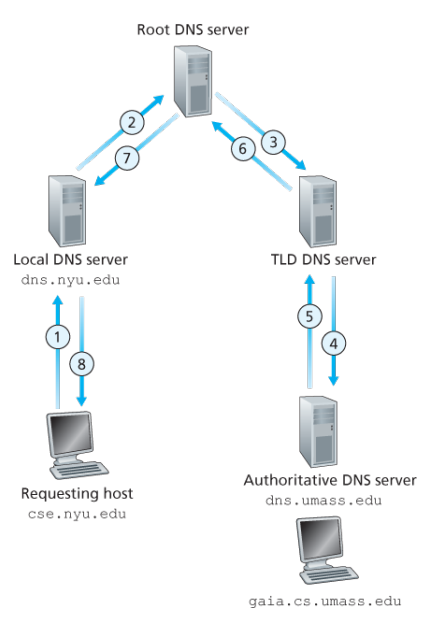 Root DNS server
2
7
6
3
Local DNS server
dns.nyu.edu
TLD DNS server
1
8
5
4
Requesting host
cse.nyu.edu
Authoritative DNS server
dns.umass.edu
gaia.cs.umass.edu